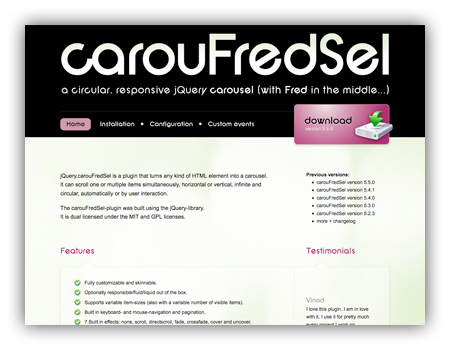 carouFredSel
a circular, responsive jQuery carousel (with Fred in the middle...)
Home • Installation • Configuration • Custom events
download
version 5.5.0
jQuery.carouFredSel is a plugin that turns any kind of HTML element into a carousel.
It can scroll one or multiple items simultaneously, horizontal or vertical, infinite and
circular, automatically or by user interaction.
The carouFredSel-plugin was built using the jQuery-library.
It is dual licensed under the MIT and GPL licenses.
Previous versions:
• carouFredSel version 5.5.0
• carouFredSel version 5.4.1
• carouFredSel version 5.4.0
• carouFredSel version 5.3.0
• carouFredSel version 5.2.3
• more + changelog
Features
Fully customizable and skinnable.
Optionally responsive/fluid/liquid out of the box.
Supports variable item-sizes (also with a variable number of visible items).
Built in keyboard- and mouse-navigation and pagination.
7 Built in effects: none, scroll, directscroll, fade, crossfade, cover and uncover.
Testimonials
Vinod
I love this plugin. I am in love
with it. I use it for pretty much